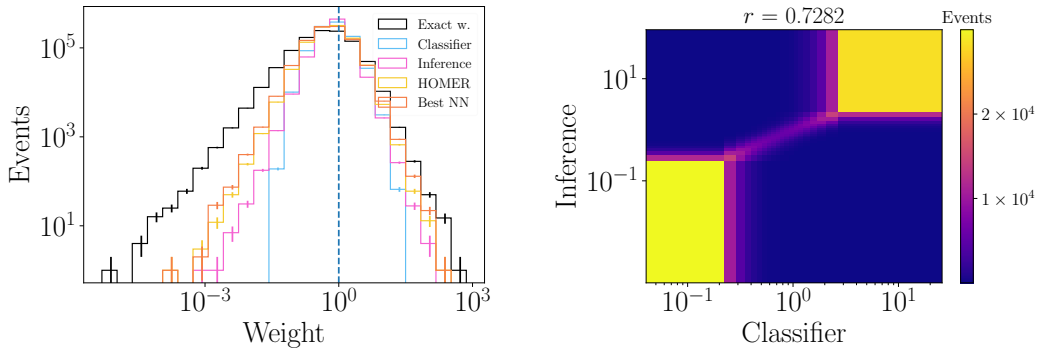 Events
10^5
10^3
10^1
10^{-3}
10^0
10^3
Weight
Exact w.
Classifier
Inference
HOMER
Best NN
r = 0.7282
Inference
10^1
10^{-1}
10^{-1}
10^0
10^1
Classifier
Events
2 × 10^4
1 × 10^4